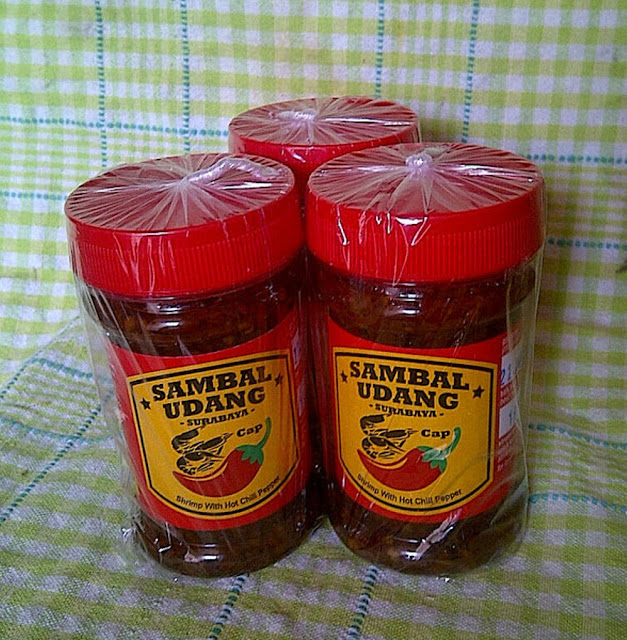 SAMBAL
UDANG
- SURABAYA -
Cap
Shrimp With Hot Chili Pepper
SAMBAL
UDANG
- SURABAYA -
Cap
Shrimp With Hot Chili Pepper